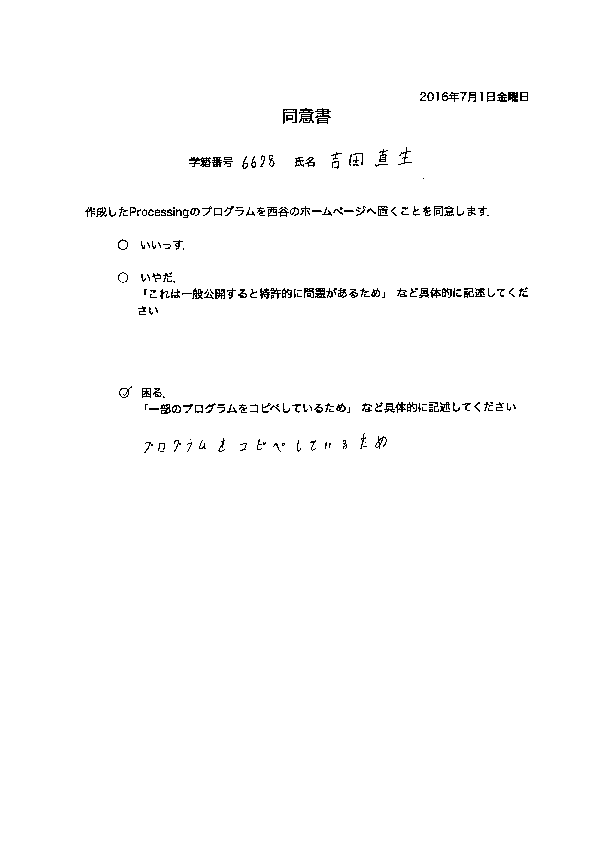 2016年7月1日金曜日
同意書
学籍番号 6628 氏名 吉田直生
作成したProcessingのプログラムを西谷のホームページへ置くことを同意します.
○ いいっす.
○ いやだ.
「これは一般公開すると特許的に問題があるため」 など具体的に記述してくだ
さい
○ 困る.
「一部のプログラムをコピペしているため」 など具体的に記述してください
プログラムをコピペしているため